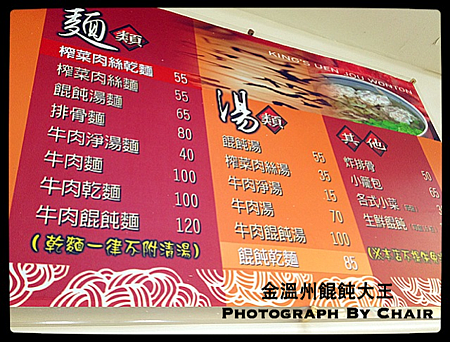 麵類
榨菜肉絲乾麵 55
榨菜肉絲麵 55
餛飩湯麵 65
排骨麵 80
牛肉淨湯麵 40
牛肉麵 100
牛肉乾麵 100
牛肉餛飩麵 120
(乾麵一律不附清湯)
KING'S UEN JOU WONTON
湯類
餛飩湯 35
榨菜肉絲湯 35
牛肉淨湯 15
牛肉湯 70
牛肉餛飩湯 100
餛飩乾麵 85
其他
炸排骨 50
小籠包 65
各式小菜
生鮮餛飩
金溫州餛飩大王
PHOTOGRAPH BY CHAIR